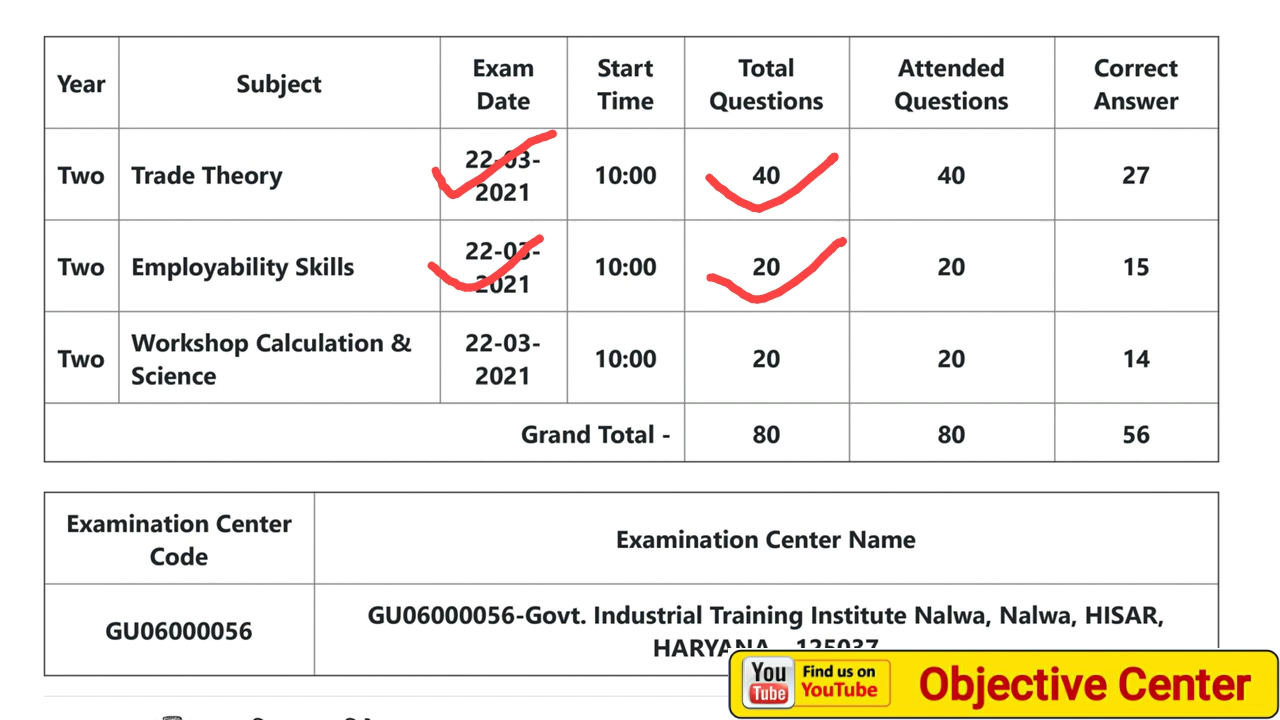 Year Subject Exam Date Start Time Total Questions Attended Questions Correct Answer
Two Trade Theory 22-03-2021 10:00 40 40 27
Two Employability Skills 22-03-2021 10:00 20 20 15
Two Workshop Calculation & Science 22-03-2021 10:00 20 20 14
Grand Total - 80 80 56
Examination Center Code Examination Center Name
GU06000056 GU06000056-Govt. Industrial Training Institute Nalwa, Nalwa, HISAR,
HARYANA - 125037
You Tube Find us on YouTube Objective Center